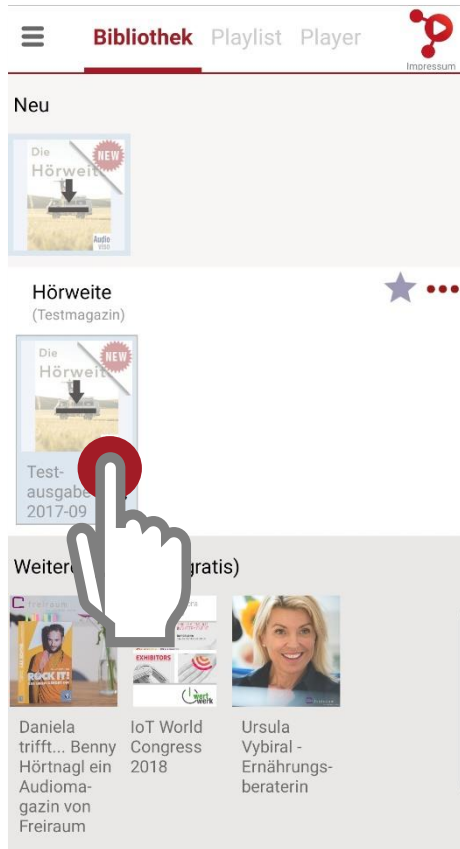 Bibliothek Playlist Player
Impressum
Neu
Die
Hörweite
NEW
Audio
Hörweite
(Testmagazin)
Die
Hörweite
NEW
Test-
ausgabe
2017-09
Weitere gratis)
freiraum
ROCK IT!
EXHIBITORS
wert
werk
Daniela
trifft... Benny
Hörtnagl ein
Audioma-
gazin von
Freiraum
IoT World
Congress
2018
Ursula
Vybiral -
Ernährungs-
beraterin